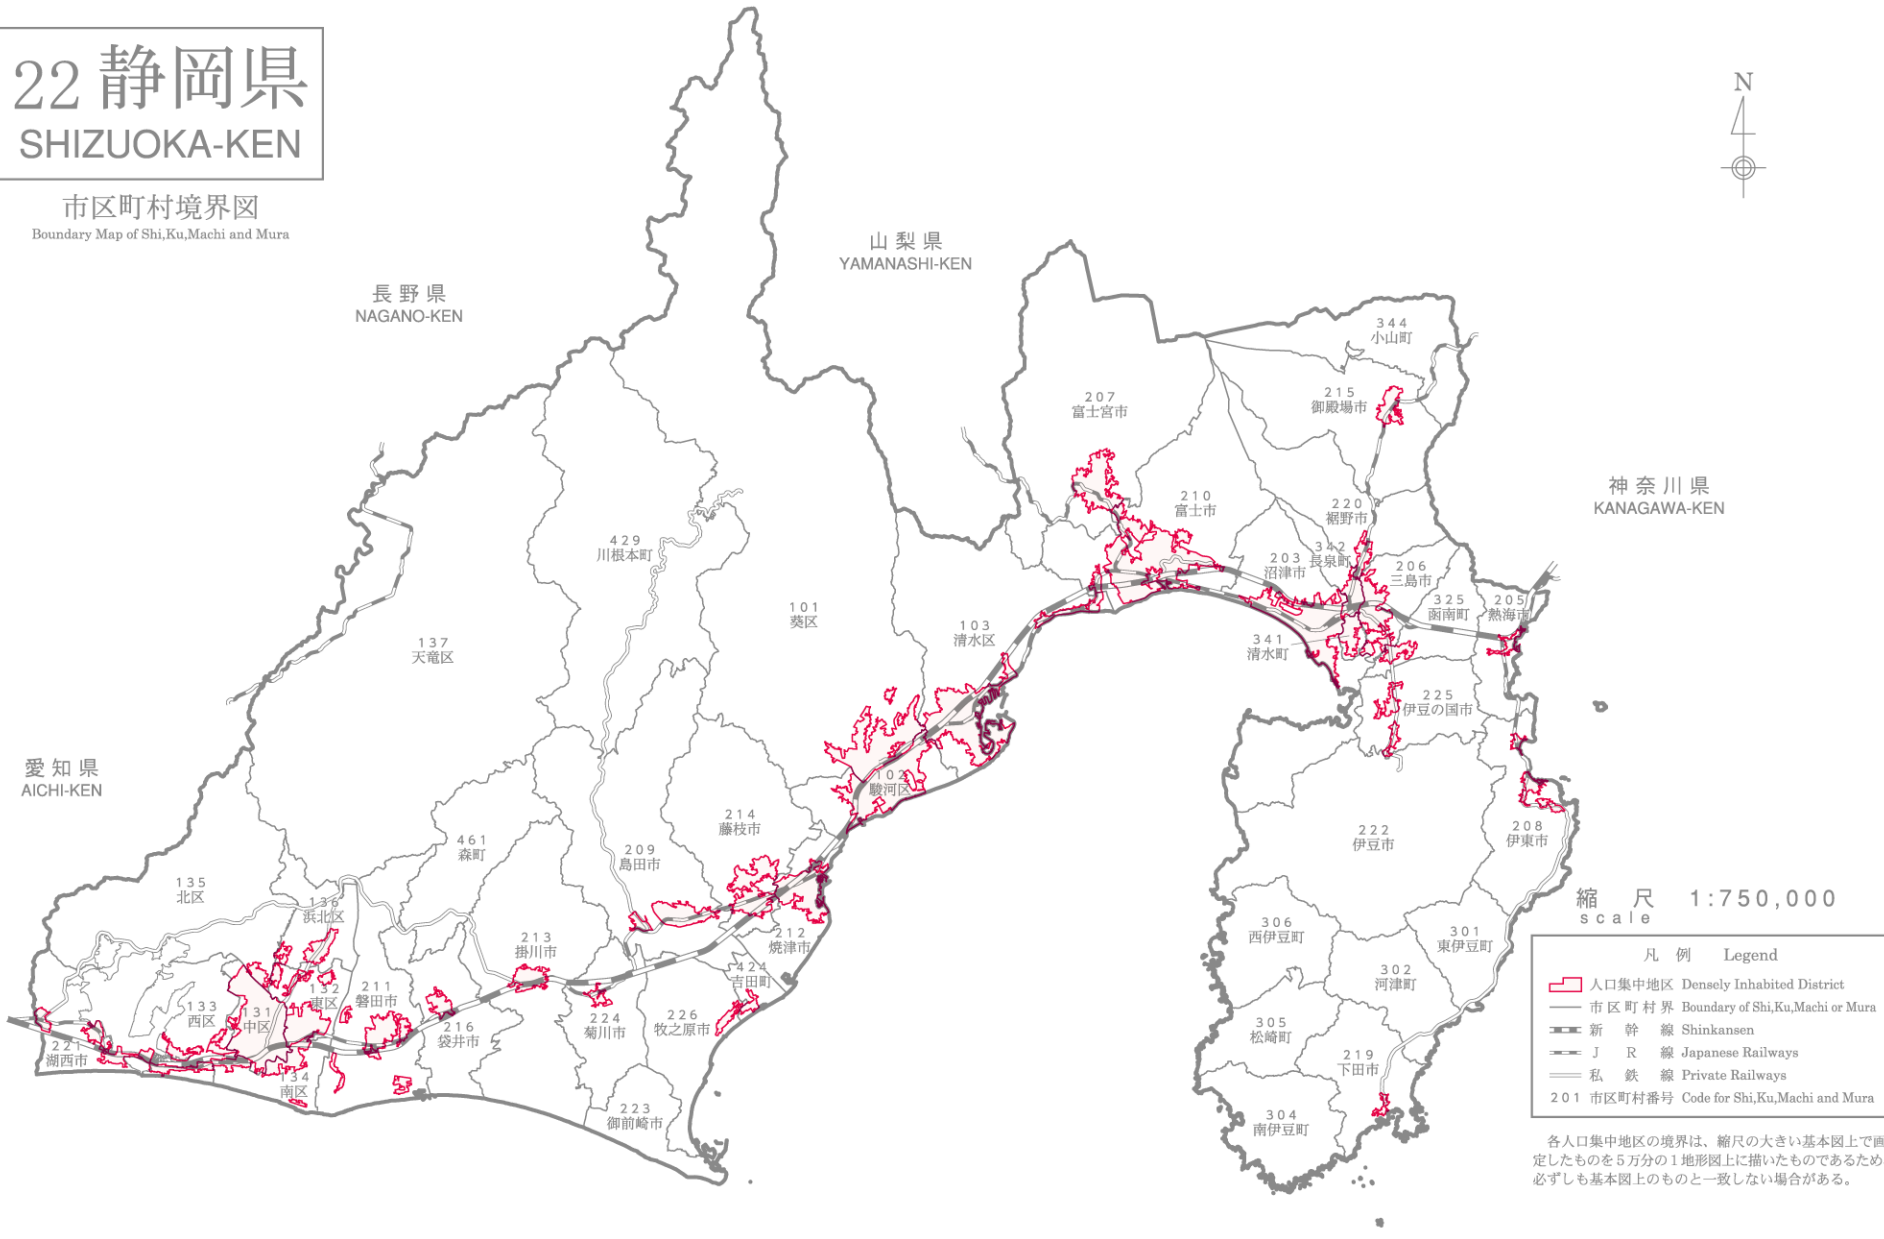 22 静岡県
SHIZUOKA-KEN
市区町村境界図
Boundary Map of Shi,Ku,Machi and Mura
N
山梨県
YAMANASHI-KEN
長野県
NAGANO-KEN
神奈川県
KANAGAWA-KEN
愛知県
AICHI-KEN
344
小山町
215
御殿場市
207
富士宮市
210
富士市
220
裾野市
342
長泉町
203
沼津市
206
三島市
325
函南町
205
熱海市
341
清水町
225
伊豆の国市
429
川根本町
101
葵区
103
清水区
137
天竜区
102
駿河区
214
藤枝市
209
島田市
461
森町
222
伊豆市
208
伊東市
135
北区
136
浜北区
213
掛川市
212
焼津市
424
吉田町
306
西伊豆町
301
東伊豆町
302
河津町
133
西区
131
中区
132
東区
211
磐田市
216
袋井市
224
菊川市
226
牧之原市
221
湖西市
134
南区
223
御前崎市
305
松崎町
219
下田市
304
南伊豆町
縮尺 1:750,000
scale
凡例 Legend
人口集中地区 Densely Inhabited District
市区町村界 Boundary of Shi,Ku,Machi or Mura
新幹線 Shinkansen
JR線 Japanese Railways
私鉄線 Private Railways
201 市区町村番号 Code for Shi,Ku,Machi and Mura
各人口集中地区の境界は、縮尺の大きい基本図上で画
定したものを5万分の1地形図上に描いたものであるため
必ずしも基本図上のものと一致しない場合がある。